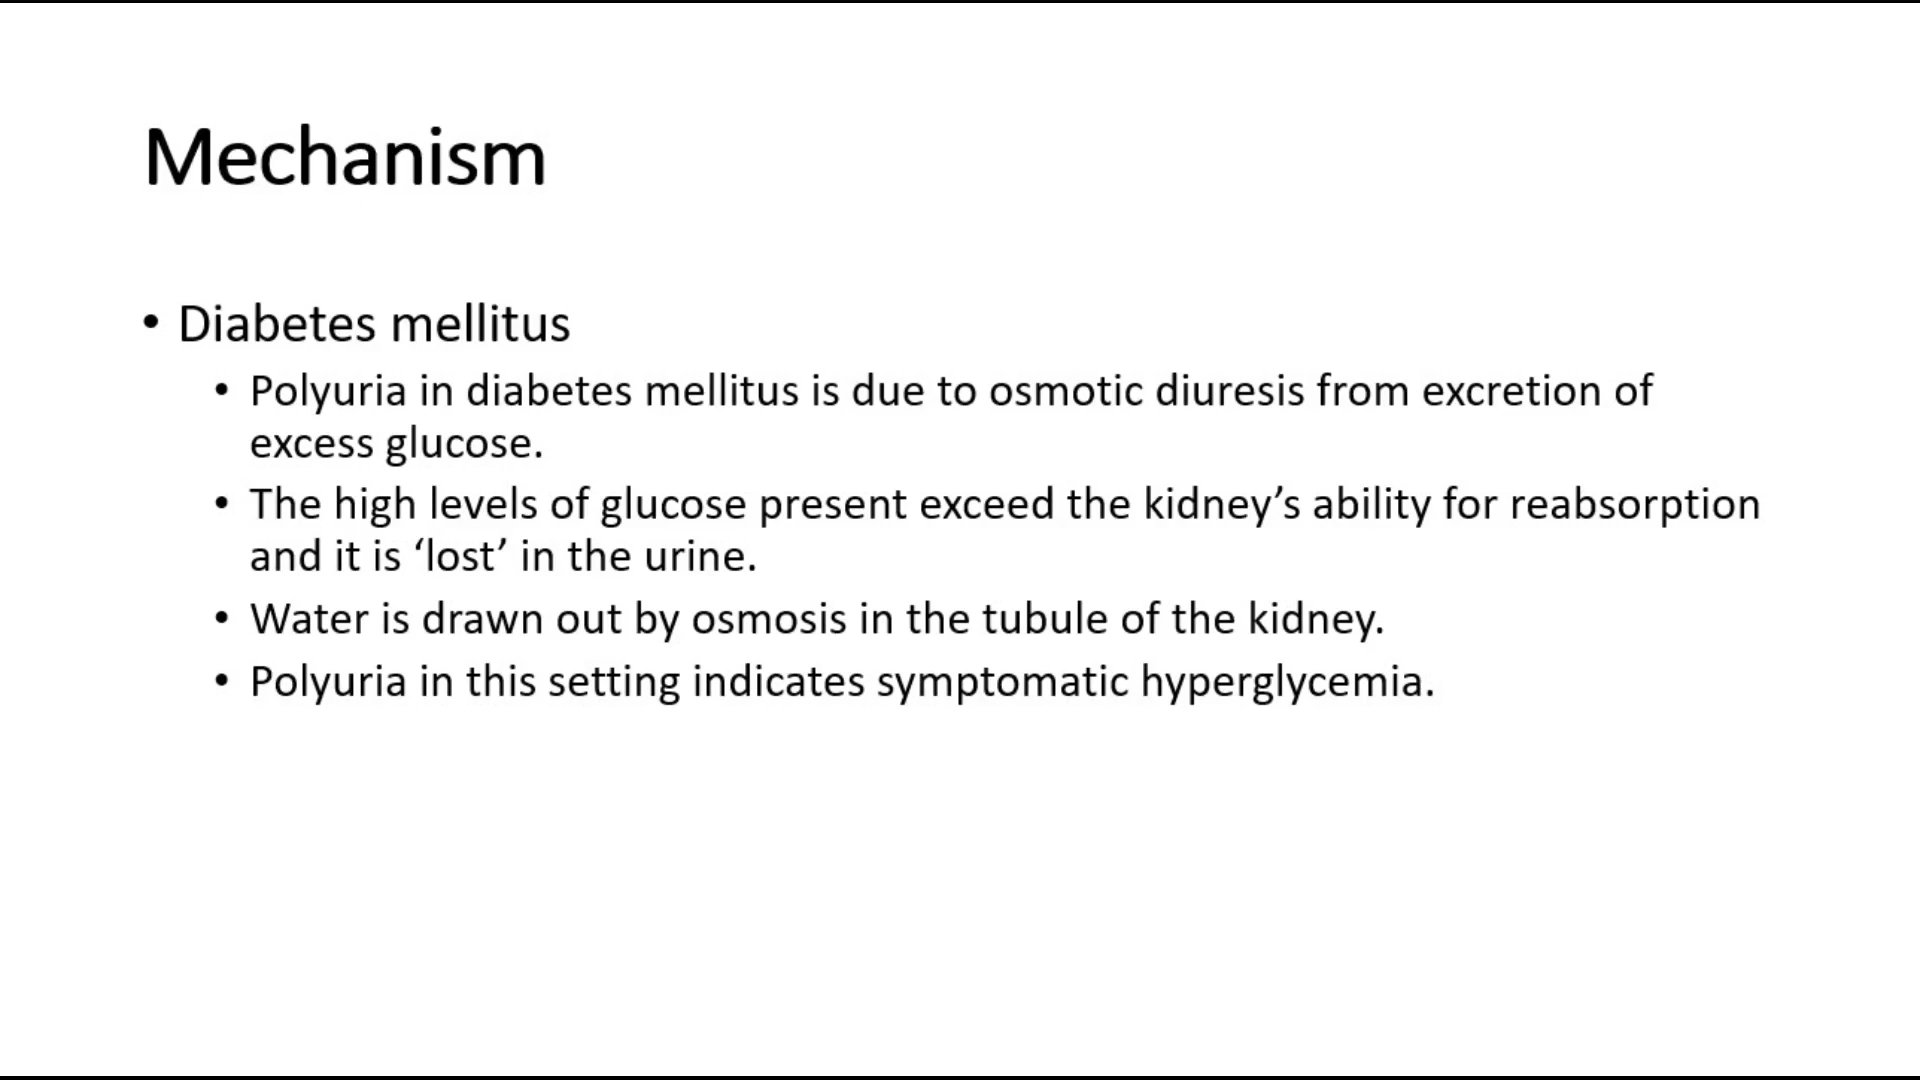 Mechanism
• Diabetes mellitus
• Polyuria in diabetes mellitus is due to osmotic diuresis from excretion of
excess glucose.
• The high levels of glucose present exceed the kidney’s ability for reabsorption
and it is ‘lost’ in the urine.
• Water is drawn out by osmosis in the tubule of the kidney.
• Polyuria in this setting indicates symptomatic hyperglycemia.